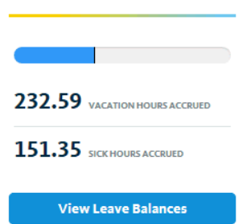 232.59 VACATION HOURS ACCRUED
151.35 SICK HOURS ACCRUED
View Leave Balances